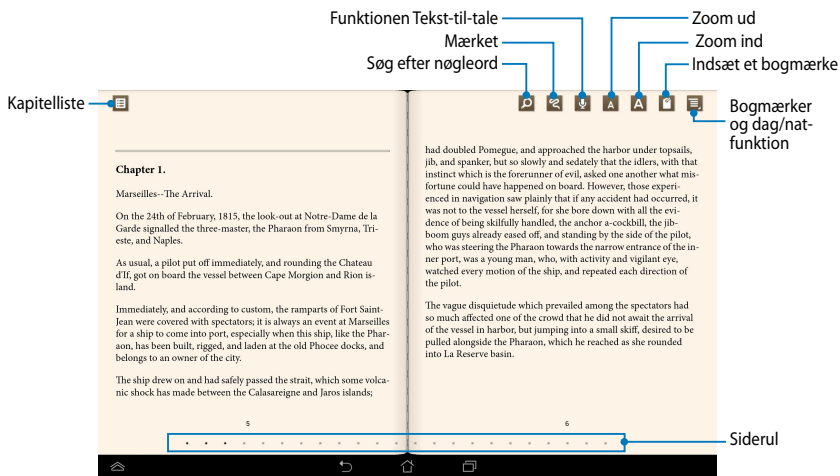 Funktionen Tekst-til-tale
Mærket
Søg efter nøgleord
Zoom ud
Zoom ind
Indsæt et bogmærke
Kapitelliste
Bogmærker
og dag/nat-
funktion
Chapter 1.
Marseilles--The Arrival.
On the 24th of February, 1815, the look-out at Notre-Dame de la
Garde signalled the three-master, the Pharaon from Smyrna, Tri-
este, and Naples.
As usual, a pilot put off immediately, and rounding the Chateau
d'If, got on board the vessel between Cape Morgion and Rion is-
land.
Immediately, and according to custom, the ramparts of Fort Saint-
Jean were covered with spectators; it is always an event at Marseilles
for a ship to come into port, especially when this ship, like the Phar-
aon, has been built, rigged, and laden at the old Phocee docks, and
belongs to an owner of the city.
The ship drew on and had safely passed the strait, which some volca-
nic shock has made between the Calasareigne and Jaros islands;
5
had doubled Pomegue, and approached the harbor under topsails,
jib, and spanker, but so slowly and sedately that the idlers, with that
instinct which is the forerunner of evil, asked one another what mis-
fortune could have happened on board. However, those experi-
enced in navigation saw plainly that if any accident had occurred, it
was not to the vessel herself, for she bore down with all the evi-
dence of being skilfully handled, the anchor a-cockbill, the jib-
boom guys already eased off, and standing by the side of the pilot,
who was steering the Pharaon towards the narrow entrance of the in-
ner port, was a young man, who, with activity and vigilant eye,
watched every motion of the ship, and repeated each direction of
the pilot.
The vague disquietude which prevailed among the spectators had
so much affected one of the crowd that he did not await the arrival
of the vessel in harbor, but jumping into a small skiff, desired to be
pulled alongside the Pharaon, which he reached as she rounded
into La Reserve basin.
6
Siderul